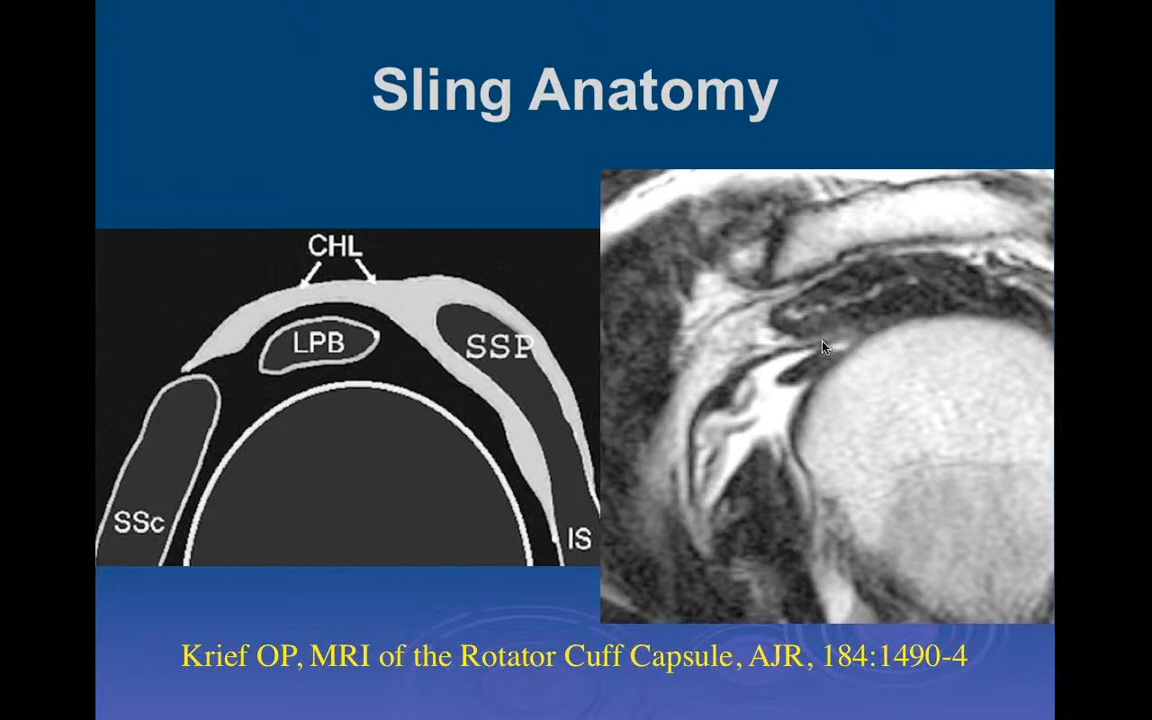 Sling Anatomy
CHL
LPB
SSP
SSc
IS
Krief OP, MRI of the Rotator Cuff Capsule, AJR, 184:1490-4